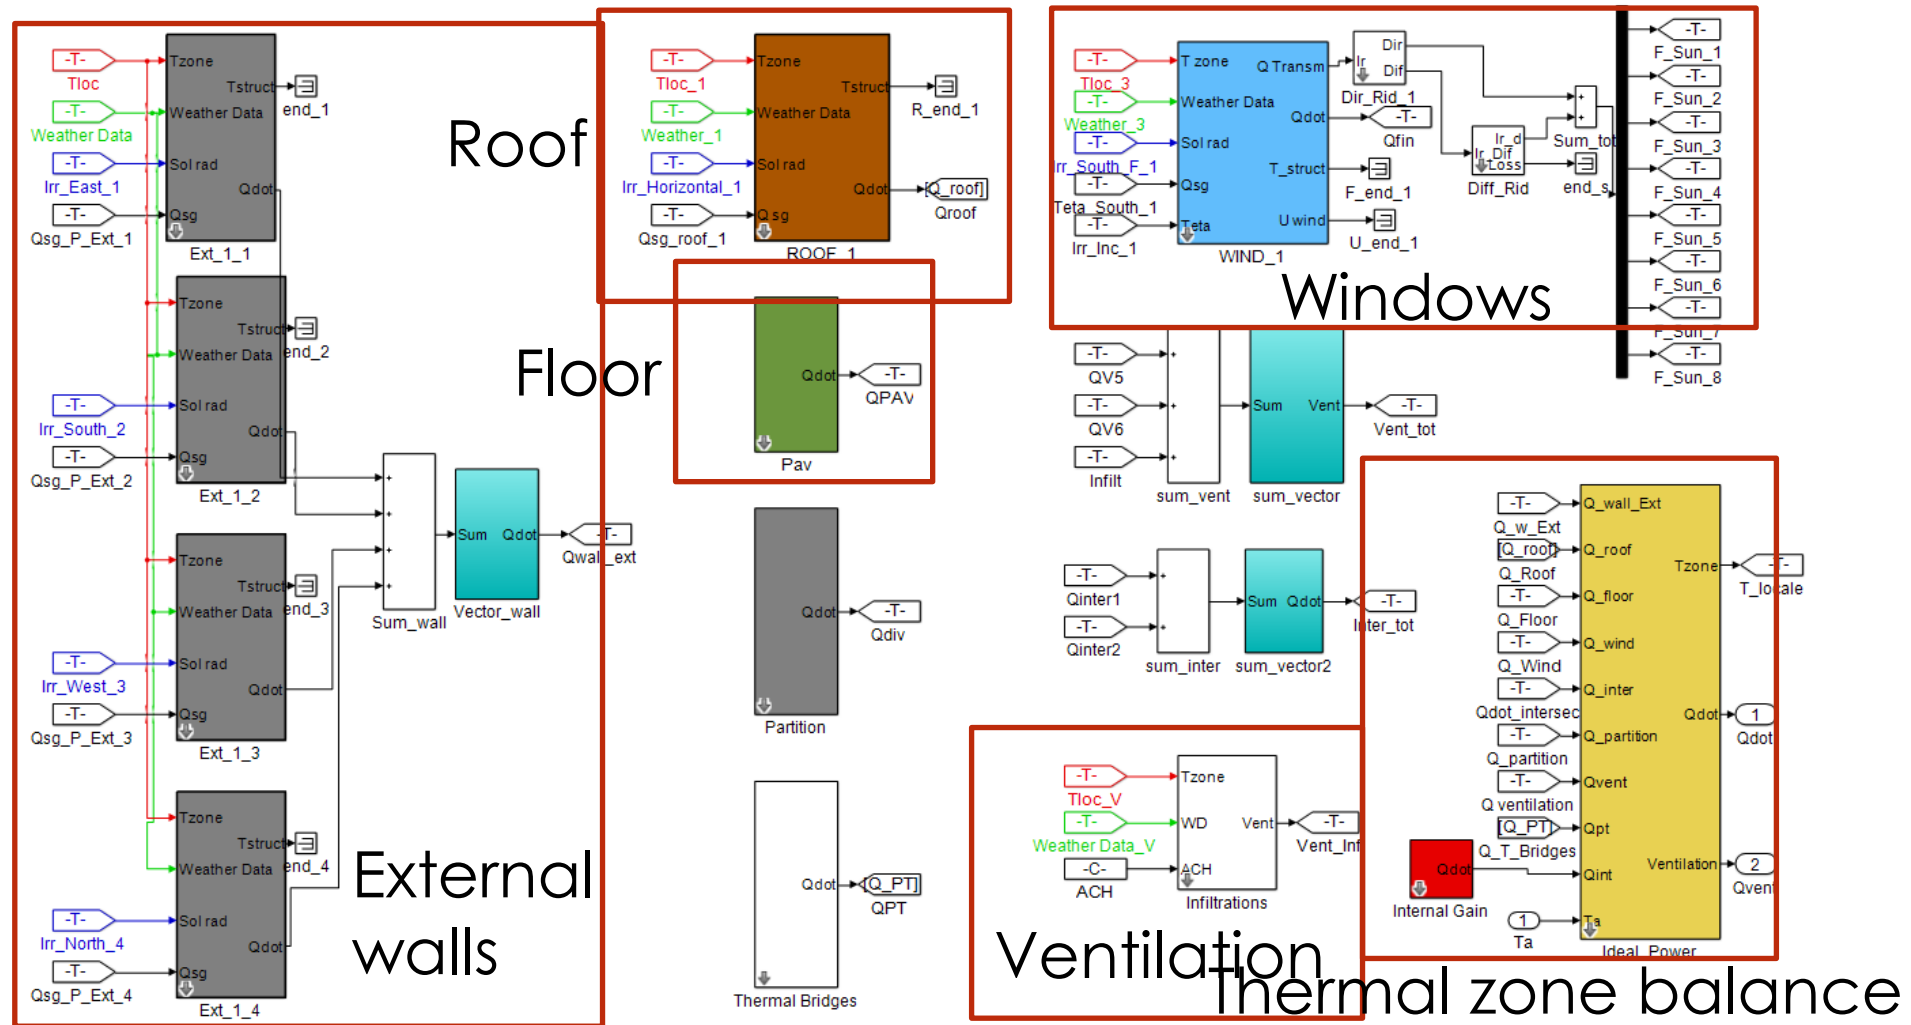 -T-
Tloc
-T-
Weather Data
-T-
Irr_East_1
-T-
Qsg_P_Ext_1
Tzone
Tstruct
Weather Data
Sol rad
Qdot
Qsg
Ext_1_1
end_1
-T-
Irr_South_2
-T-
Qsg_P_Ext_2
Tzone
Tstruct
Weather Data
Sol rad
Qdot
Qsg
Ext_1_2
end_2
-T-
Irr_West_3
-T-
Qsg_P_Ext_3
Tzone
Tstruct
Weather Data
Sol rad
Qdot
Qsg
Ext_1_3
end_3
-T-
Irr_North_4
-T-
Qsg_P_Ext_4
Tzone
Tstruct
Weather Data
Sol rad
Qdot
Qsg
Ext_1_4
end_4
Sum_wall
Sum Qdot
Vector_wall
-T-
Qwall_ext
External
walls
Roof
-T-
Tloc_1
-T-
Weather_1
-T-
Irr_Horizontal_1
-T-
Qsg_roof_1
Tzone
Tstruct
Weather Data
Sol rad
Qdot
Qsg
ROOF_1
R_end_1
[Q_roof]
Qroof
Floor
Qdot
Pav
-T-
QPAV
Qdot
Partition
-T-
Qdiv
Qdot
Thermal Bridges
[Q_PT]
QPT
-T-
Tloc_3
-T-
Weather_3
-T-
Irr_South_F_1
-T-
Teta_South_1
-T-
Irr_Inc_1
T zone
Q Transm
Weather Data
Qdot
Sol rad
T_struct
Qsg
U wind
Teta
WIND_1
Ir
Dir
Dif
Dir_Rid_1
-T-
Qfin
F_end_1
U_end_1
Ir_d
Ir_Dif
tLoss
Diff_Rid
Sum_tot
end_s
-T-
F_Sun_1
-T-
F_Sun_2
-T-
F_Sun_3
-T-
F_Sun_4
-T-
F_Sun_5
-T-
F_Sun_6
-T-
F_Sun_7
-T-
F_Sun_8
Windows
-T-
QV5
-T-
QV6
-T-
Infilt
sum_vent
Sum Vent
sum_vector
-T-
Vent_tot
-T-
Qinter1
-T-
Qinter2
sum_inter
Sum Qdot
sum_vector2
-T-
Inter_tot
-T-
Tloc_V
-T-
Weather Data_V
-C-
ACH
Tzone
WD
Vent
ACH
Infiltrations
-T-
Vent_Inf
Ventilation
-T-
Q_w_Ext
[Q_roof]
Q_Roof
-T-
Q_Floor
-T-
Q_Wind
-T-
Qdot_intersec
-T-
Q_partition
-T-
Q ventilation
[Q_PT]
Q_T_Bridges
Qdot
Internal Gain
1
Ta
Q_wall_Ext
Q_roof
Tzone
Q_floor
Q_wind
Q_inter
Qdot
Q_partition
Qvent
Qpt
Ventilation
Qint
Ta
Ideal_Power
-T-
T_locale
1
Qdot
2
Qvent
Thermal zone balance